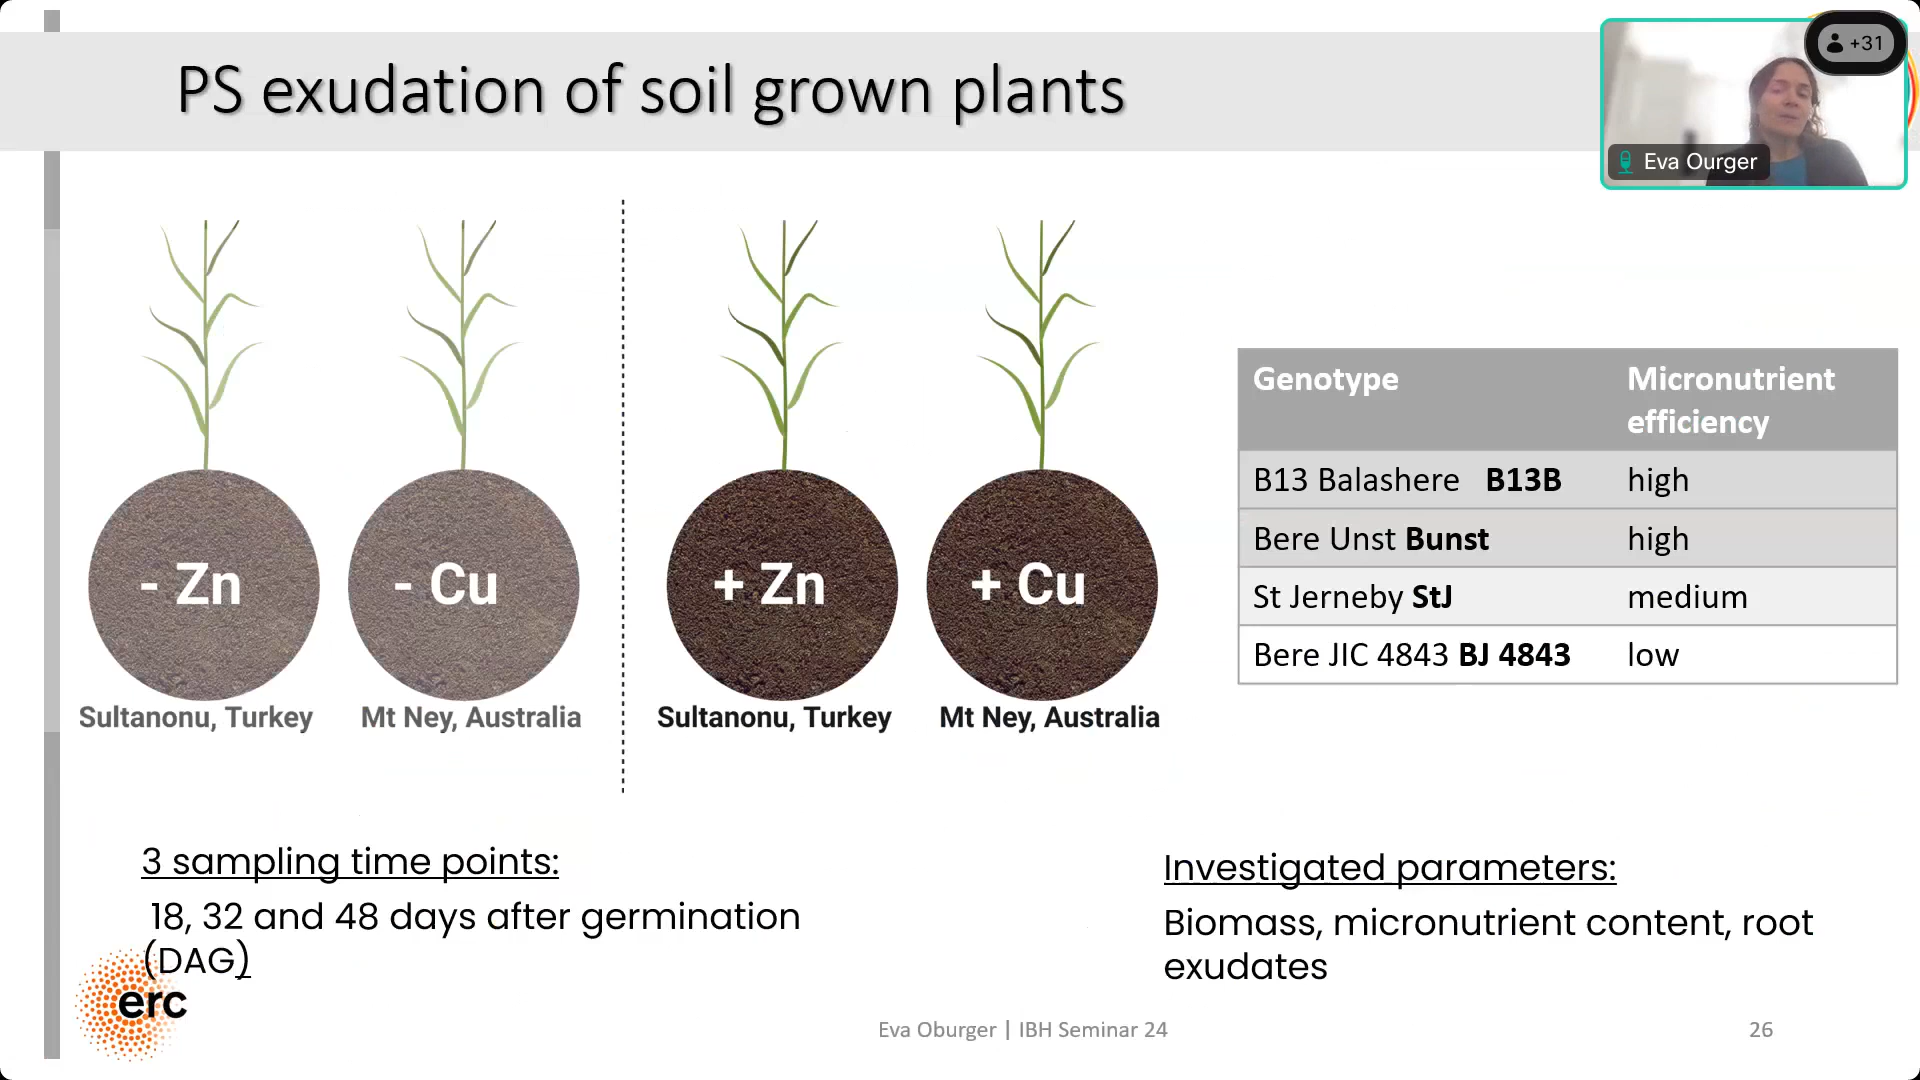 PS exudation of soil grown plants
+31
Eva Ourger
- Zn
- Cu
+ Zn
+ Cu
Sultanonu, Turkey
Mt Ney, Australia
Sultanonu, Turkey
Mt Ney, Australia
Genotype Micronutrient
efficiency
B13 Balashere B13B high
Bere Unst Bunst high
St Jerneby StJ medium
Bere JIC 4843 BJ 4843 low
3 sampling time points:
18, 32 and 48 days after germination
(DAG)
Investigated parameters:
Biomass, micronutrient content, root
exudates
erc
Eva Oburger | IBH Seminar 24
26